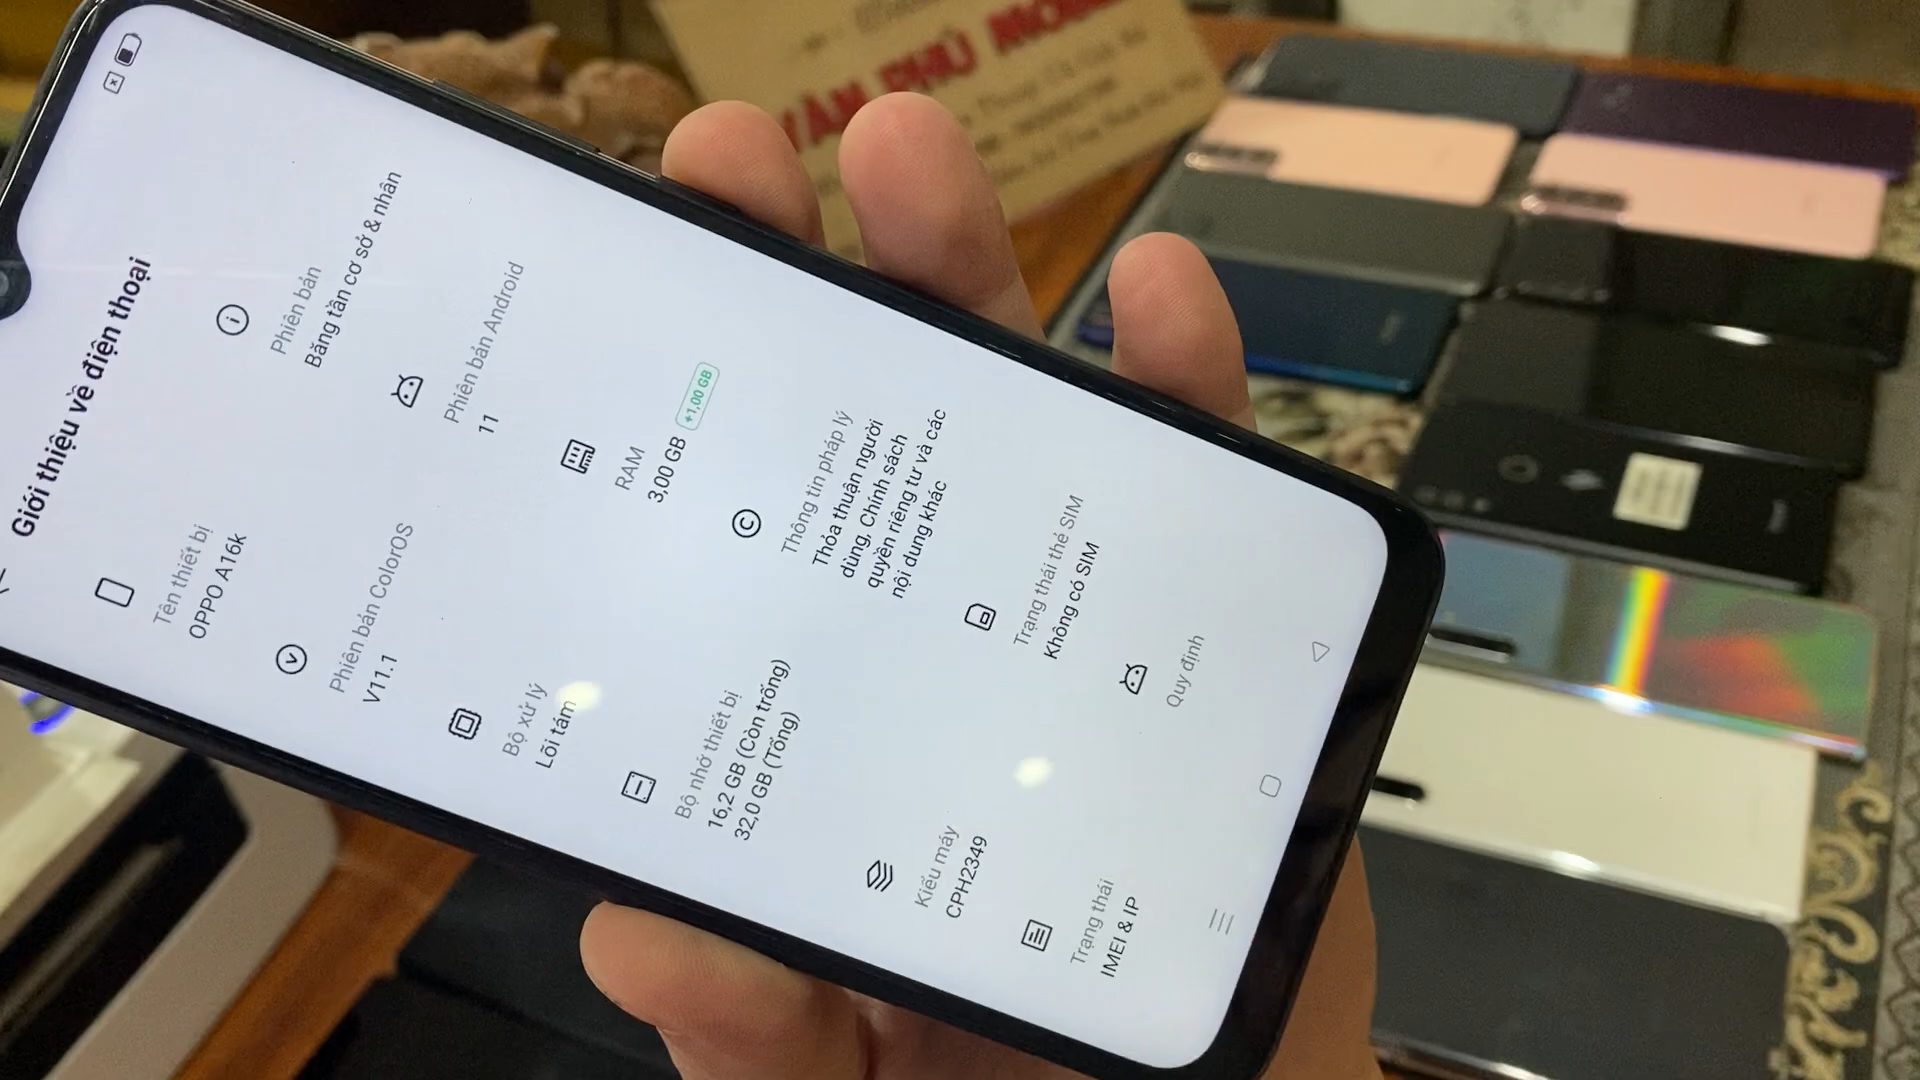 Giới thiệu về điện thoại
Tên thiết bị
OPPO A16k
Phiên bản
Băng tần cơ sở & nhân
Phiên bản ColorOS
V11.1
Phiên bản Android
11
Bộ xử lý
Lõi tám
RAM
3,00 GB +1,00 GB
Bộ nhớ thiết bị
16,2 GB (Còn trống)
32,0 GB (Tổng)
Thông tin pháp lý
Thỏa thuận người
dùng, Chính sách
quyền riêng tư và các
nội dung khác
Kiểu máy
CPH2349
Trạng thái thẻ SIM
Không có SIM
Trạng thái
IMEI & IP
Quy định
VĂN PHÚ MOBILE